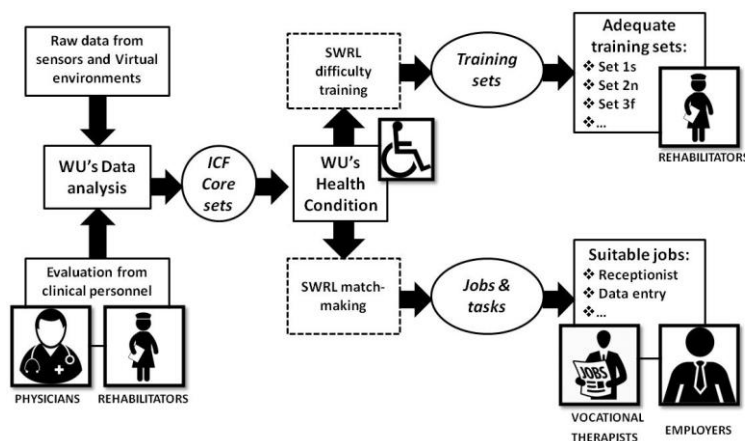 Raw data from
sensors and Virtual
environments
WU's Data
analysis
Evaluation from
clinical personnel
PHYSICIANS
REHABILITATORS
ICF
Core
sets
WU's
Health
Condition
SWRL
difficulty
training
Training
sets
Adequate
training sets:
❖ Set 1s
❖ Set 2n
❖ Set 3f
❖ ...
REHABILITATORS
SWRL match-
making
Jobs &
tasks
Suitable jobs:
❖ Receptionist
❖ Data entry
❖ ...
JOBS
VOCATIONAL
THERAPISTS
EMPLOYERS